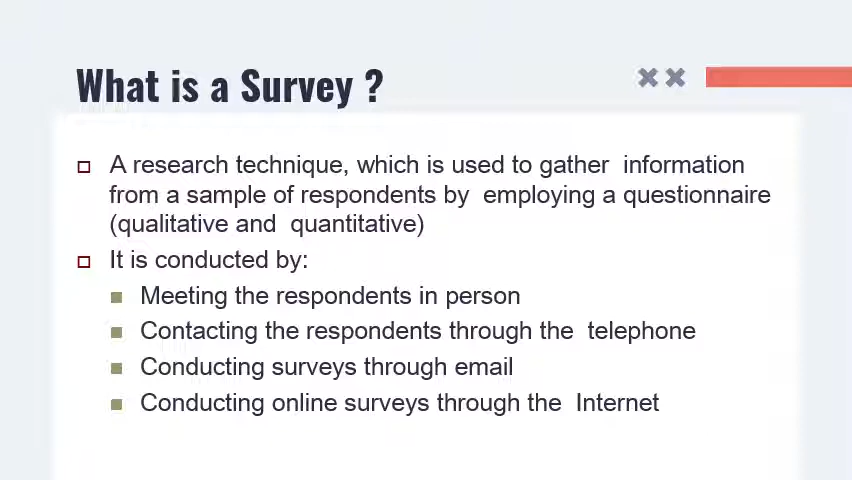 What is a Survey ?
A research technique, which is used to gather  information
from a sample of respondents by  employing a questionnaire
(qualitative and  quantitative)
It is conducted by:
Meeting the respondents in person
Contacting the respondents through the  telephone
Conducting surveys through email
Conducting online surveys through the  Internet